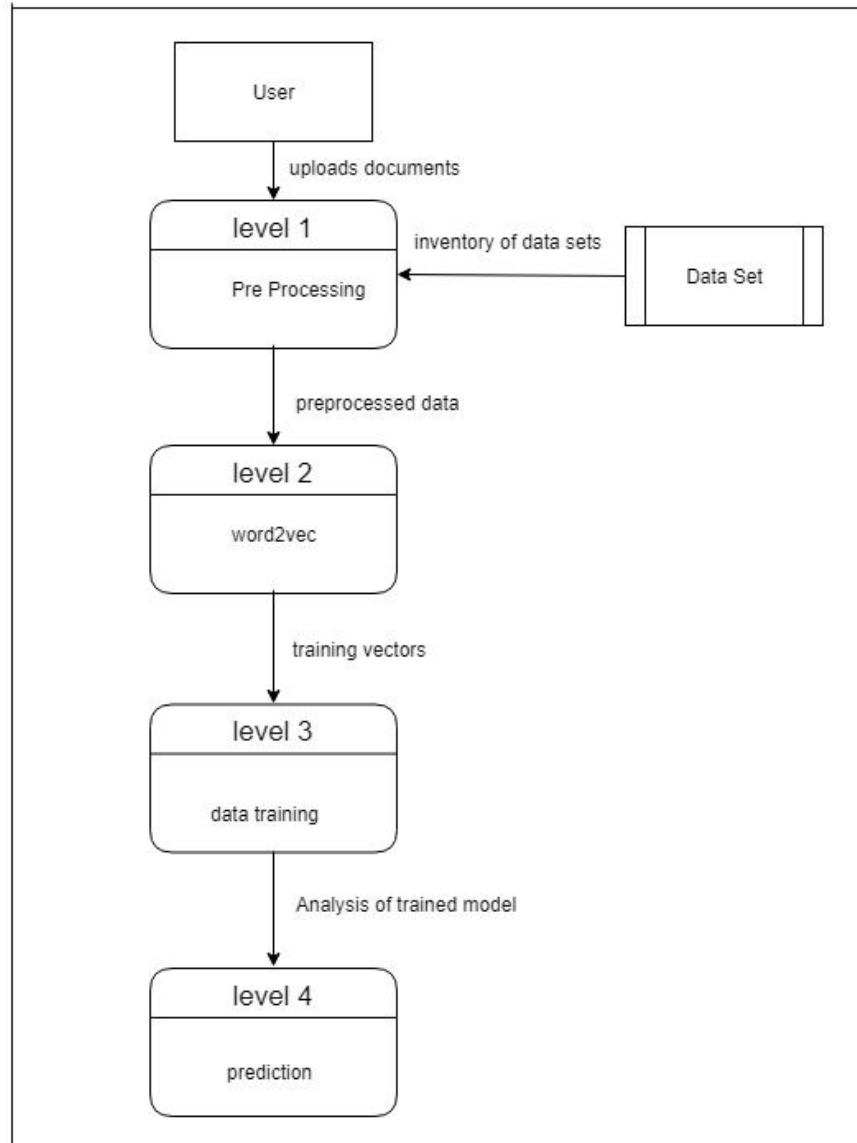 User
uploads documents
level 1
inventory of data sets
Pre Processing
Data Set
preprocessed data
level 2
word2vec
training vectors
level 3
data training
Analysis of trained model
level 4
prediction